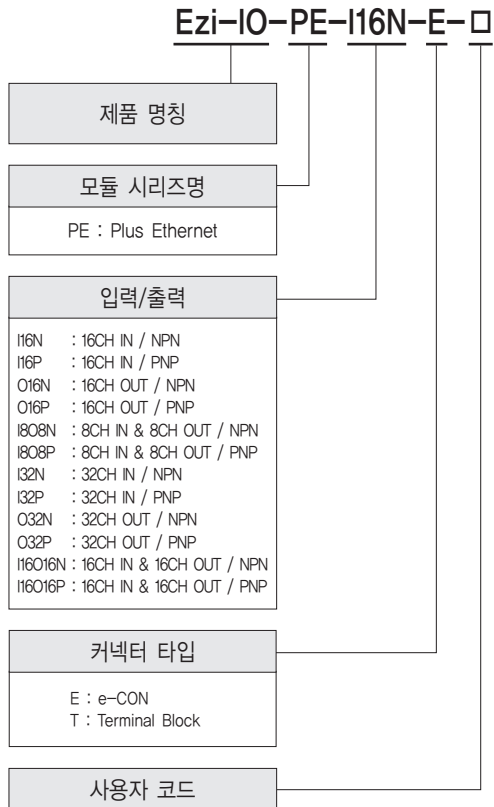 Ezi-IO-PE-I16N-E-□
제품 명칭
모듈 시리즈명
PE : Plus Ethernet
입력/출력
I16N : 16CH IN / NPN
I16P : 16CH IN / PNP
O16N : 16CH OUT / NPN
O16P : 16CH OUT / PNP
I8O8N : 8CH IN & 8CH OUT / NPN
I8O8P : 8CH IN & 8CH OUT / PNP
I32N : 32CH IN / NPN
I32P : 32CH IN / PNP
O32N : 32CH OUT / NPN
O32P : 32CH OUT / PNP
I16O16N : 16CH IN & 16CH OUT / NPN
I16O16P : 16CH IN & 16CH OUT / PNP
커넥터 타입
E : e-CON
T : Terminal Block
사용자 코드